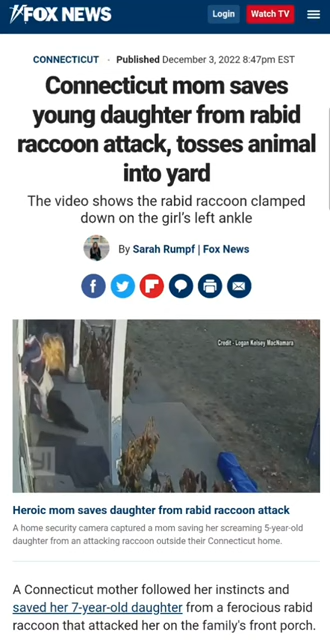 FOX NEWS
Login
Watch TV
CONNECTICUT · Published December 3, 2022 8:47pm EST
Connecticut mom saves
young daughter from rabid
raccoon attack, tosses animal
into yard
The video shows the rabid raccoon clamped
down on the girl's left ankle
By Sarah Rumpf | Fox News
Credit - Logan Kelsey MacNamara
Heroic mom saves daughter from rabid raccoon attack
A home security camera captured a mom saving her screaming 5-year-old
daughter from an attacking raccoon outside their Connecticut home.
A Connecticut mother followed her instincts and
saved her 7-year-old daughter from a ferocious rabid
raccoon that attacked her on the family's front porch.